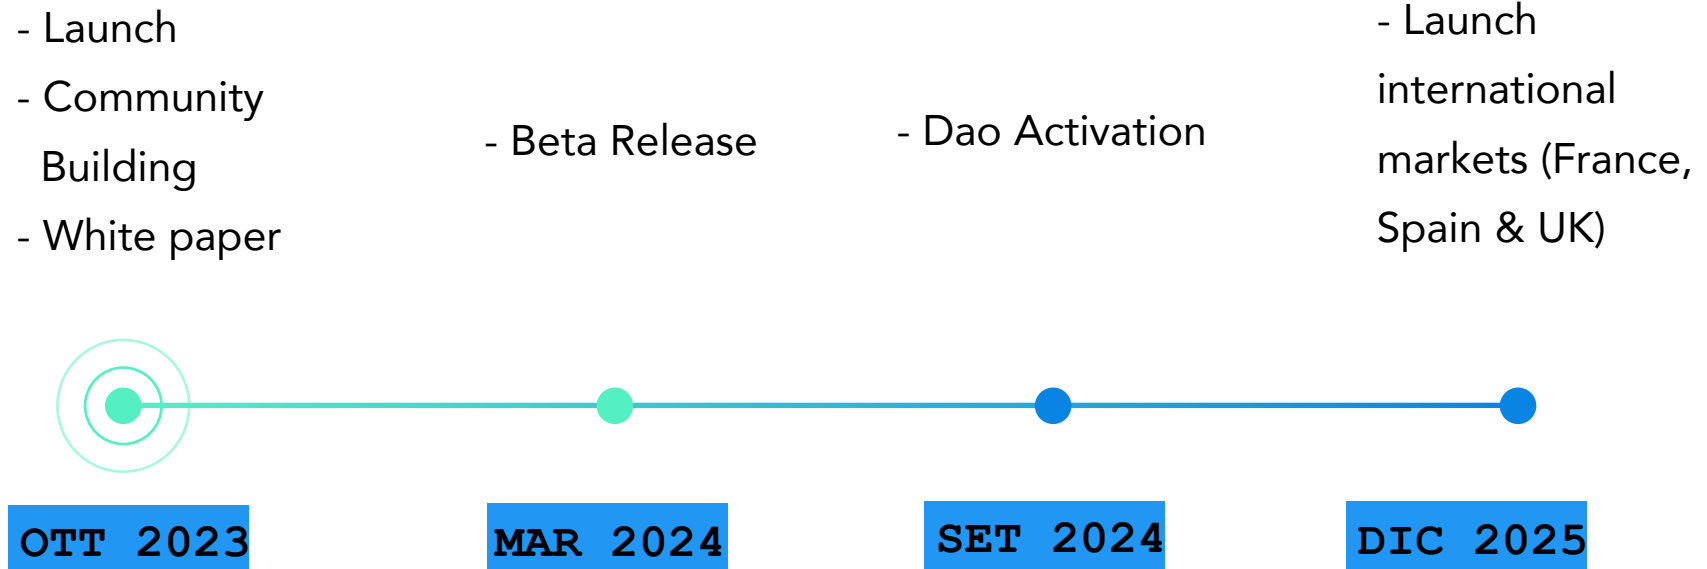 - Launch
- Community
Building
- White paper
- Beta Release
- Dao Activation
- Launch
international
markets (France,
Spain & UK)
OTT 2023
MAR 2024
SET 2024
DIC 2025